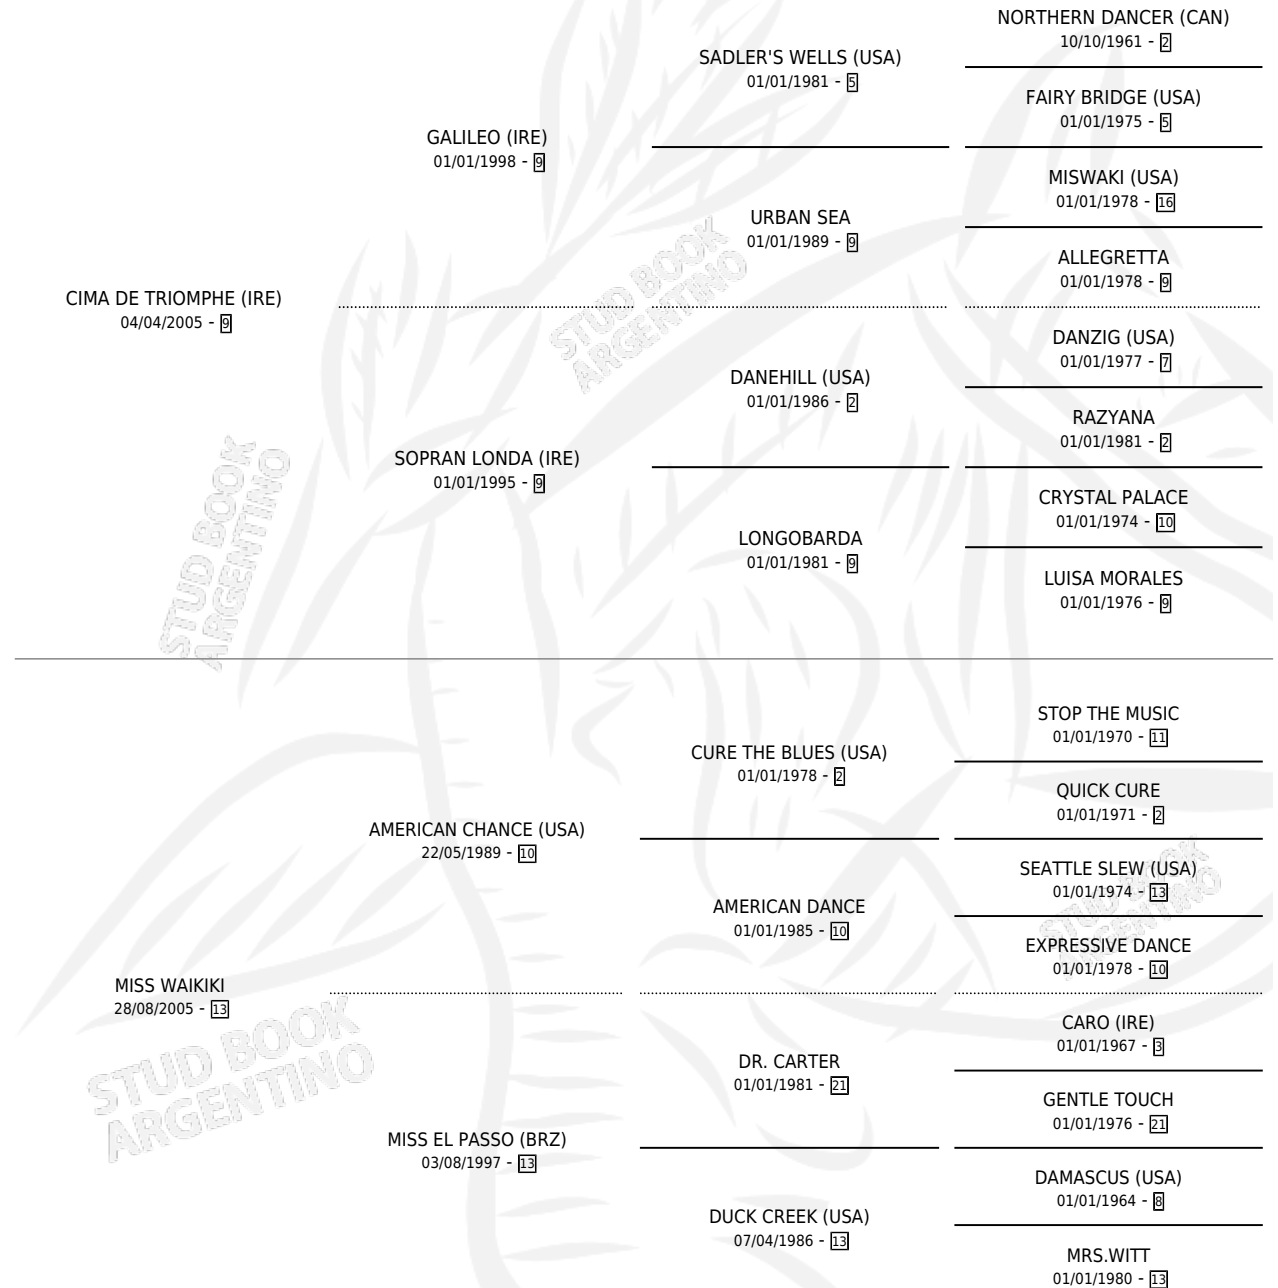 NORTHERN DANCER (CAN)
10/10/1961 - 2
SADLER'S WELLS (USA)
01/01/1981 - 5
FAIRY BRIDGE (USA)
01/01/1975 - 5
GALILEO (IRE)
01/01/1998 - 9
MISWAKI (USA)
01/01/1978 - 16
URBAN SEA
01/01/1989 - 9
ALLEGRETTA
01/01/1978 - 9
CIMA DE TRIOMPHE (IRE)
04/04/2005 - 9
DANZIG (USA)
01/01/1977 - 7
DANEHILL (USA)
01/01/1986 - 2
RAZYANA
01/01/1981 - 2
SOPRAN LONDA (IRE)
01/01/1995 - 9
CRYSTAL PALACE
01/01/1974 - 10
LONGOBARDA
01/01/1981 - 9
LUISA MORALES
01/01/1976 - 9
STUD BOOK
ARGENTINO
STUD BOOK
ARGENTINO
STOP THE MUSIC
01/01/1970 - 11
CURE THE BLUES (USA)
01/01/1978 - 2
QUICK CURE
01/01/1971 - 2
AMERICAN CHANCE (USA)
22/05/1989 - 10
SEATTLE SLEW (USA)
01/01/1974 - 13
AMERICAN DANCE
01/01/1985 - 10
EXPRESSIVE DANCE
01/01/1978 - 10
MISS WAIKIKI
28/08/2005 - 13
CARO (IRE)
01/01/1967 - 3
DR. CARTER
01/01/1981 - 21
GENTLE TOUCH
01/01/1976 - 21
MISS EL PASSO (BRZ)
03/08/1997 - 13
DAMASCUS (USA)
01/01/1964 - 8
DUCK CREEK (USA)
07/04/1986 - 13
MRS.WITT
01/01/1980 - 13
STUD BOOK
ARGENTINO
STUD BOOK
ARGENTINO